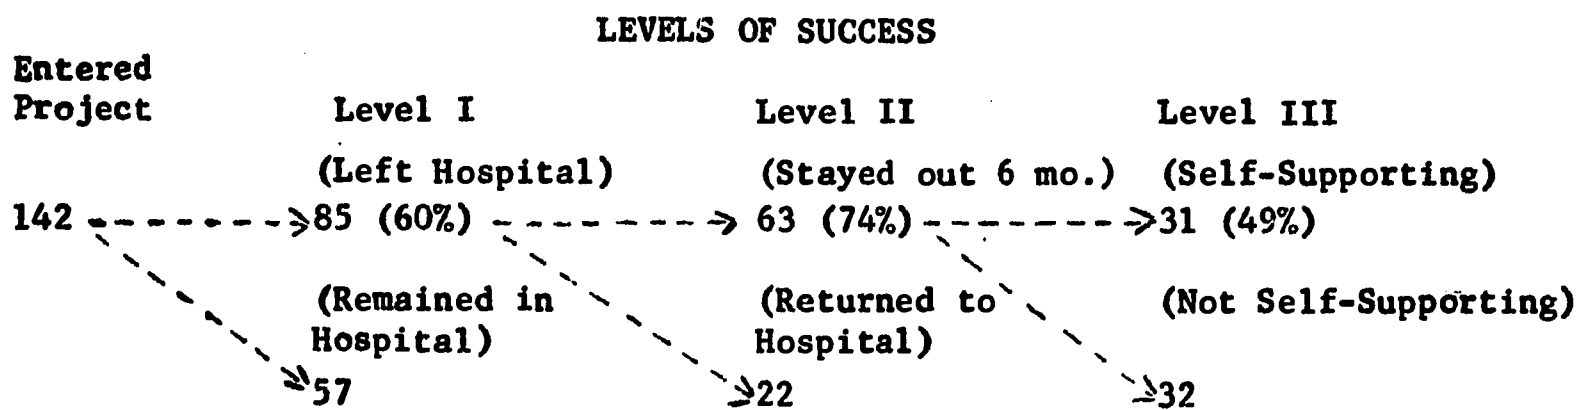 LEVELS OF SUCCESS
Entered
Project Level I Level II Level III
(Left Hospital) (Stayed out 6 mo.) (Self-Supporting)
142 85 (60%) 63 (74%) 31 (49%)
(Remained in (Returned to (Not Self-Supporting)
Hospital) Hospital)
57 22 32